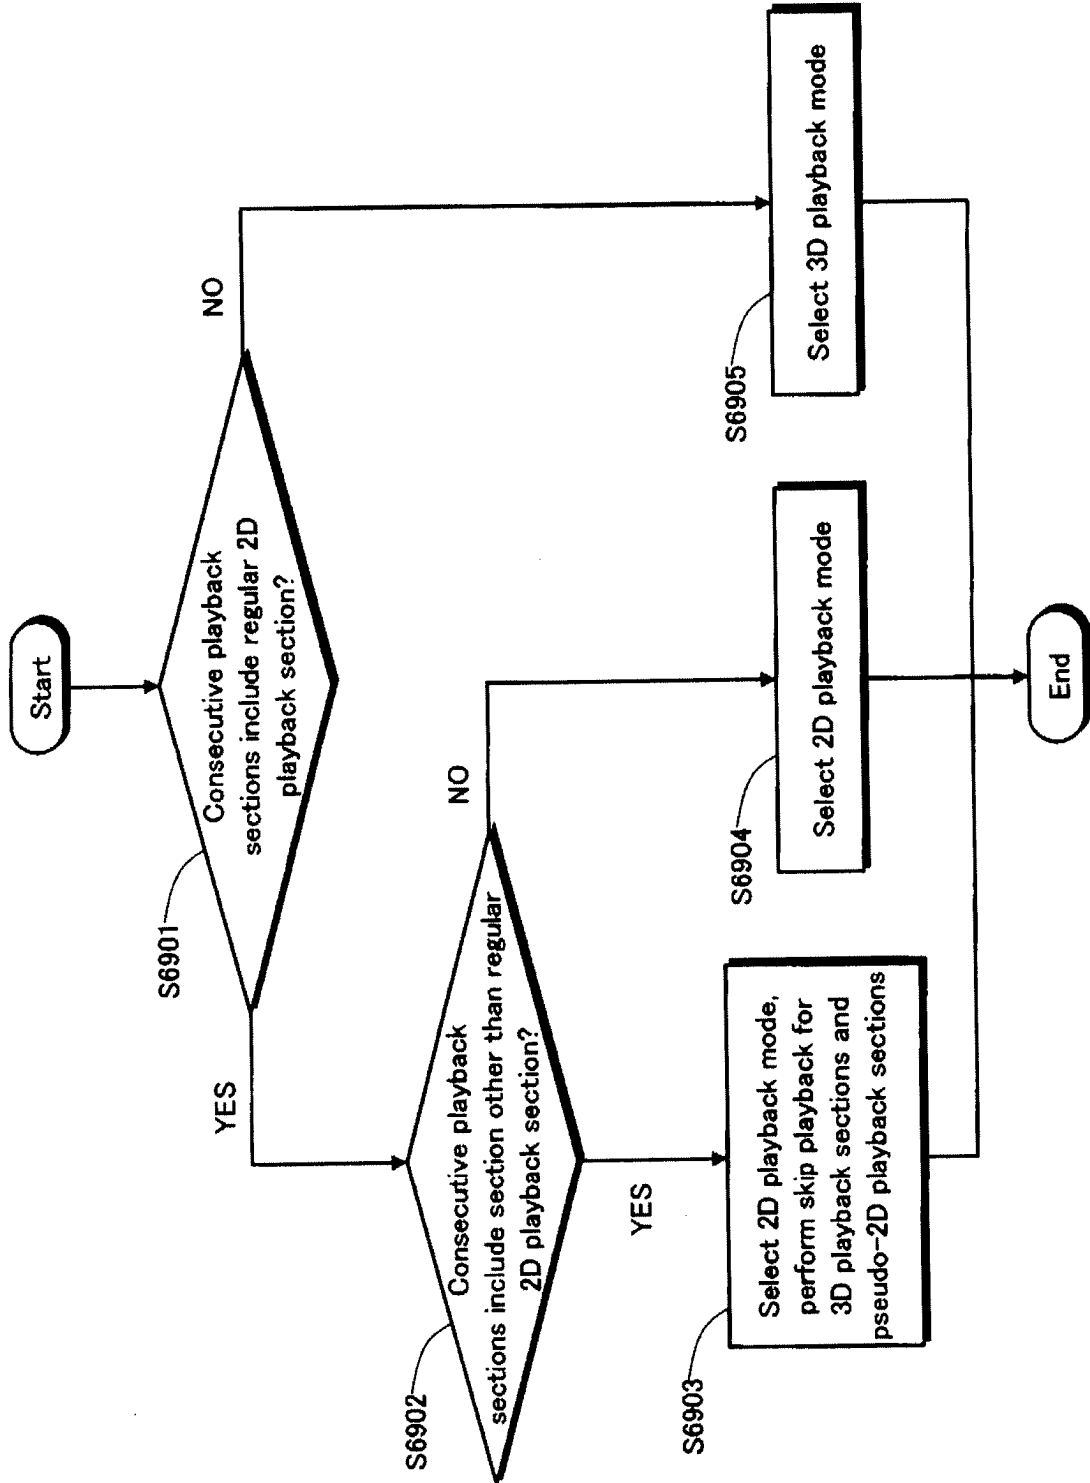 Start
S6901
Consecutive playback
sections include regular 2D
playback section?
YES
NO
S6902
Consecutive playback
sections include section other than regular
2D playback section?
NO
YES
S6903
Select 2D playback mode,
perform skip playback for
3D playback sections and
pseudo-2D playback sections
S6904
Select 2D playback mode
S6905
Select 3D playback mode
End